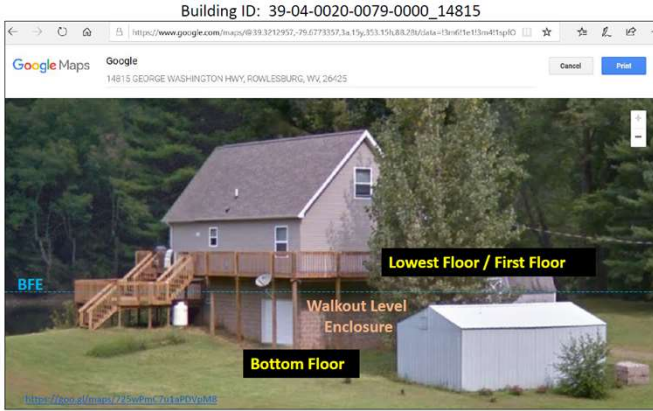 Building ID: 39-04-0020-0079-0000_14815
Google Maps
Google
14815 GEORGE WASHINGTON HWY, ROWLESBURG, WV, 26425
Cancel
Print
BFE
Lowest Floor / First Floor
Walkout Level
Enclosure
Bottom Floor